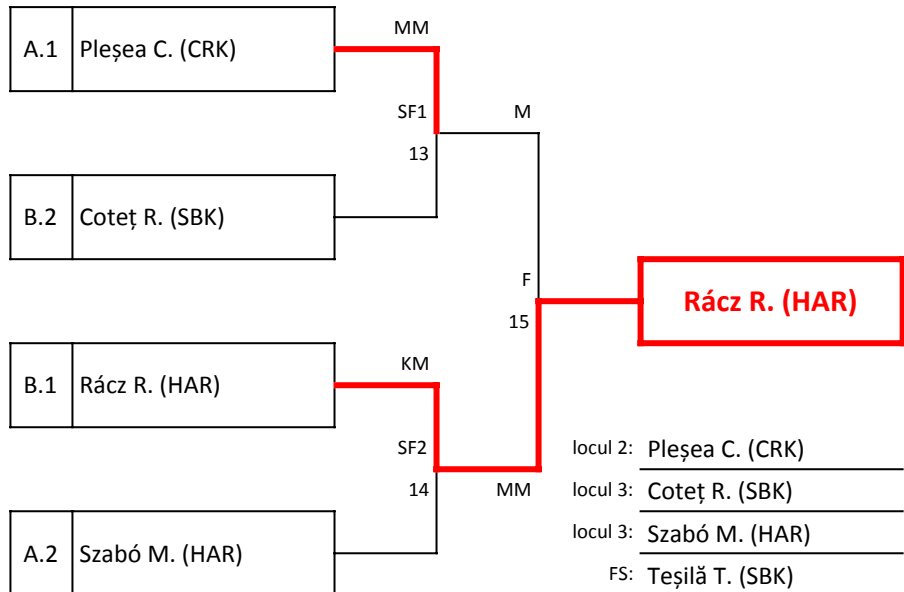 MM
A.1 Pleșea C. (CRK)
SF1 M
13
B.2 Coteț R. (SBK)
F
Rácz R. (HAR)
15
KM
B.1 Rácz R. (HAR)
SF2
locul 2: Pleșea C. (CRK)
14 MM
locul 3: Coteț R. (SBK)
locul 3: Szabó M. (HAR)
A.2 Szabó M. (HAR)
FS: Teșilă T. (SBK)